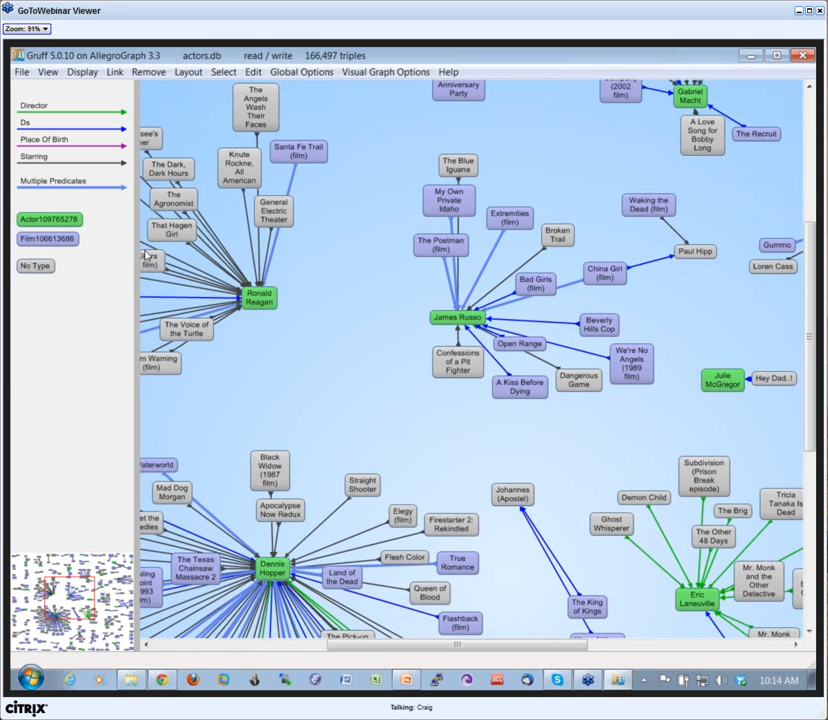 GoToWebinar Viewer
Zoom: 91%
Gruff 5.0.10 on AllegroGraph 3.3 actors.db read / write 166,497 triples
File View Display Link Remove Layout Select Edit Global Options Visual Graph Options Help
Director
Ds
Place Of Birth
Starring
Multiple Predicates
Actor109765278
Film106613686
No Type
The
Angels
Wash
Their
Faces
Anniversary
Party
(2002
film)
Gabriel
Macht
A Love
Song for
Bobby
Long
The Recruit
The Dark,
Dark Hours
Knute
Rockne,
All
American
Santa Fe Trail
(film)
The
Agonomist
General
Electric
Theater
That Hagen
Girl
film)
Ronald
Reagan
The Voice of
the Turtle
m Warning
(film)
The Blue
Iguana
My Own
Private
Idaho
Extremities
(film)
The Postman
(film)
Broken
Trail
Bad Girls
(film)
China Girl
(film)
Waking the
Dead (film)
Paul Hipp
Gummo
Loren Cass
James Russo
Beverly
Hills Cop
Open Range
We're No
Angels
(1989
film)
Confessions
of a Pit
Fighter
A Kiss Before
Dying
Dangerous
Game
Julie
McGregor
Hey Dad..!
Waterworld
Black
Widow
(1987
film)
Mad Dog
Morgan
Apocalypse
Now Redux
Straight
Shooter
Elegy
(film)
Firestarter 2:
Rekindled
The Texas
Chainsaw
Massacre 2
Dennis
Hopper
Flesh Color
True
Romance
Land of
the Dead
Queen of
Blood
Flashback
(film)
The Pick-up
Johannes
(Apostel)
The King
of Kings
Subdivision
(Prison
Break
episode)
Demon Child
Ghost
Whisperer
The Brig
The Other
48 Days
Tricia
Tanaka Is
Dead
Mr. Monk
and the
Other
Detective
Eric
Laneuville
Mr. Monk
10:14 AM
CITRIX
Talking: Craig